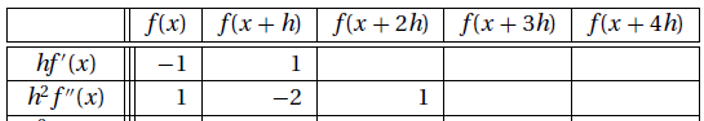 f(x) f(x + h) f(x + 2h) f(x + 3h) f(x + 4h)
hf′(x) −1 1
h²f″(x) 1 −2 1